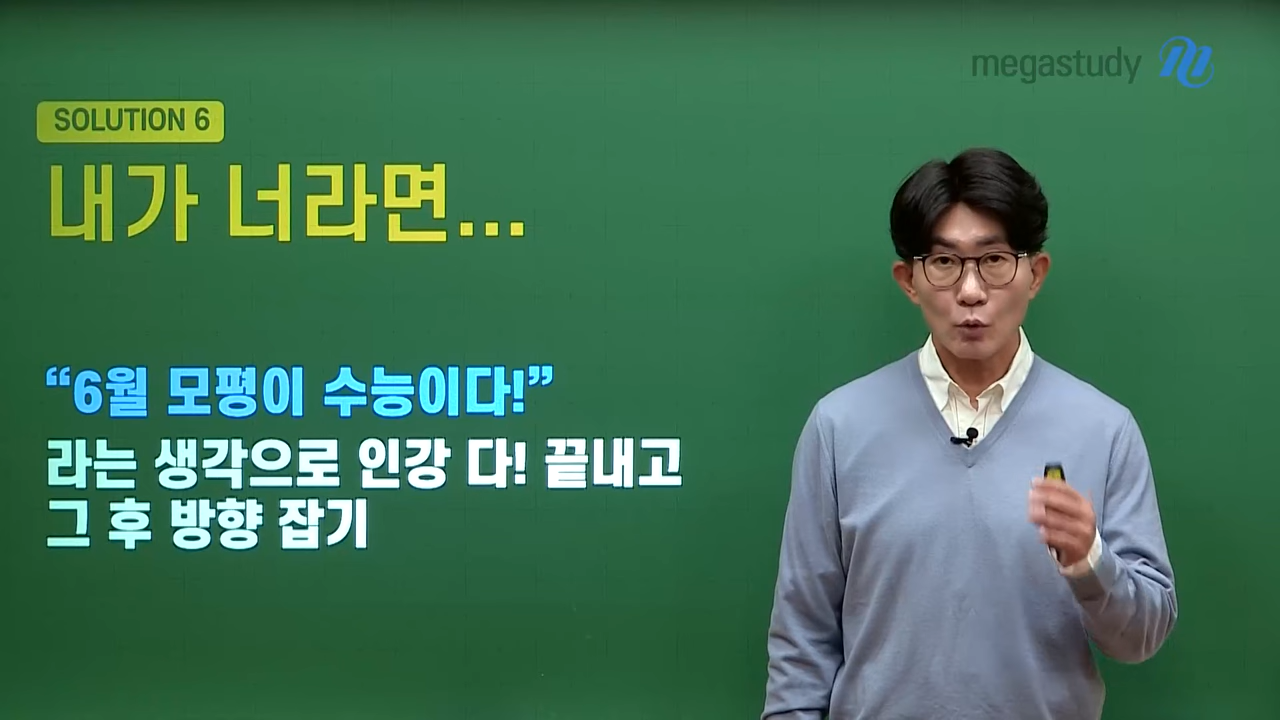 megastudy
SOLUTION 6
내가 너라면...
“6월 모평이 수능이다!”
라는 생각으로 인강 다! 끝내고
그 후 방향 잡기